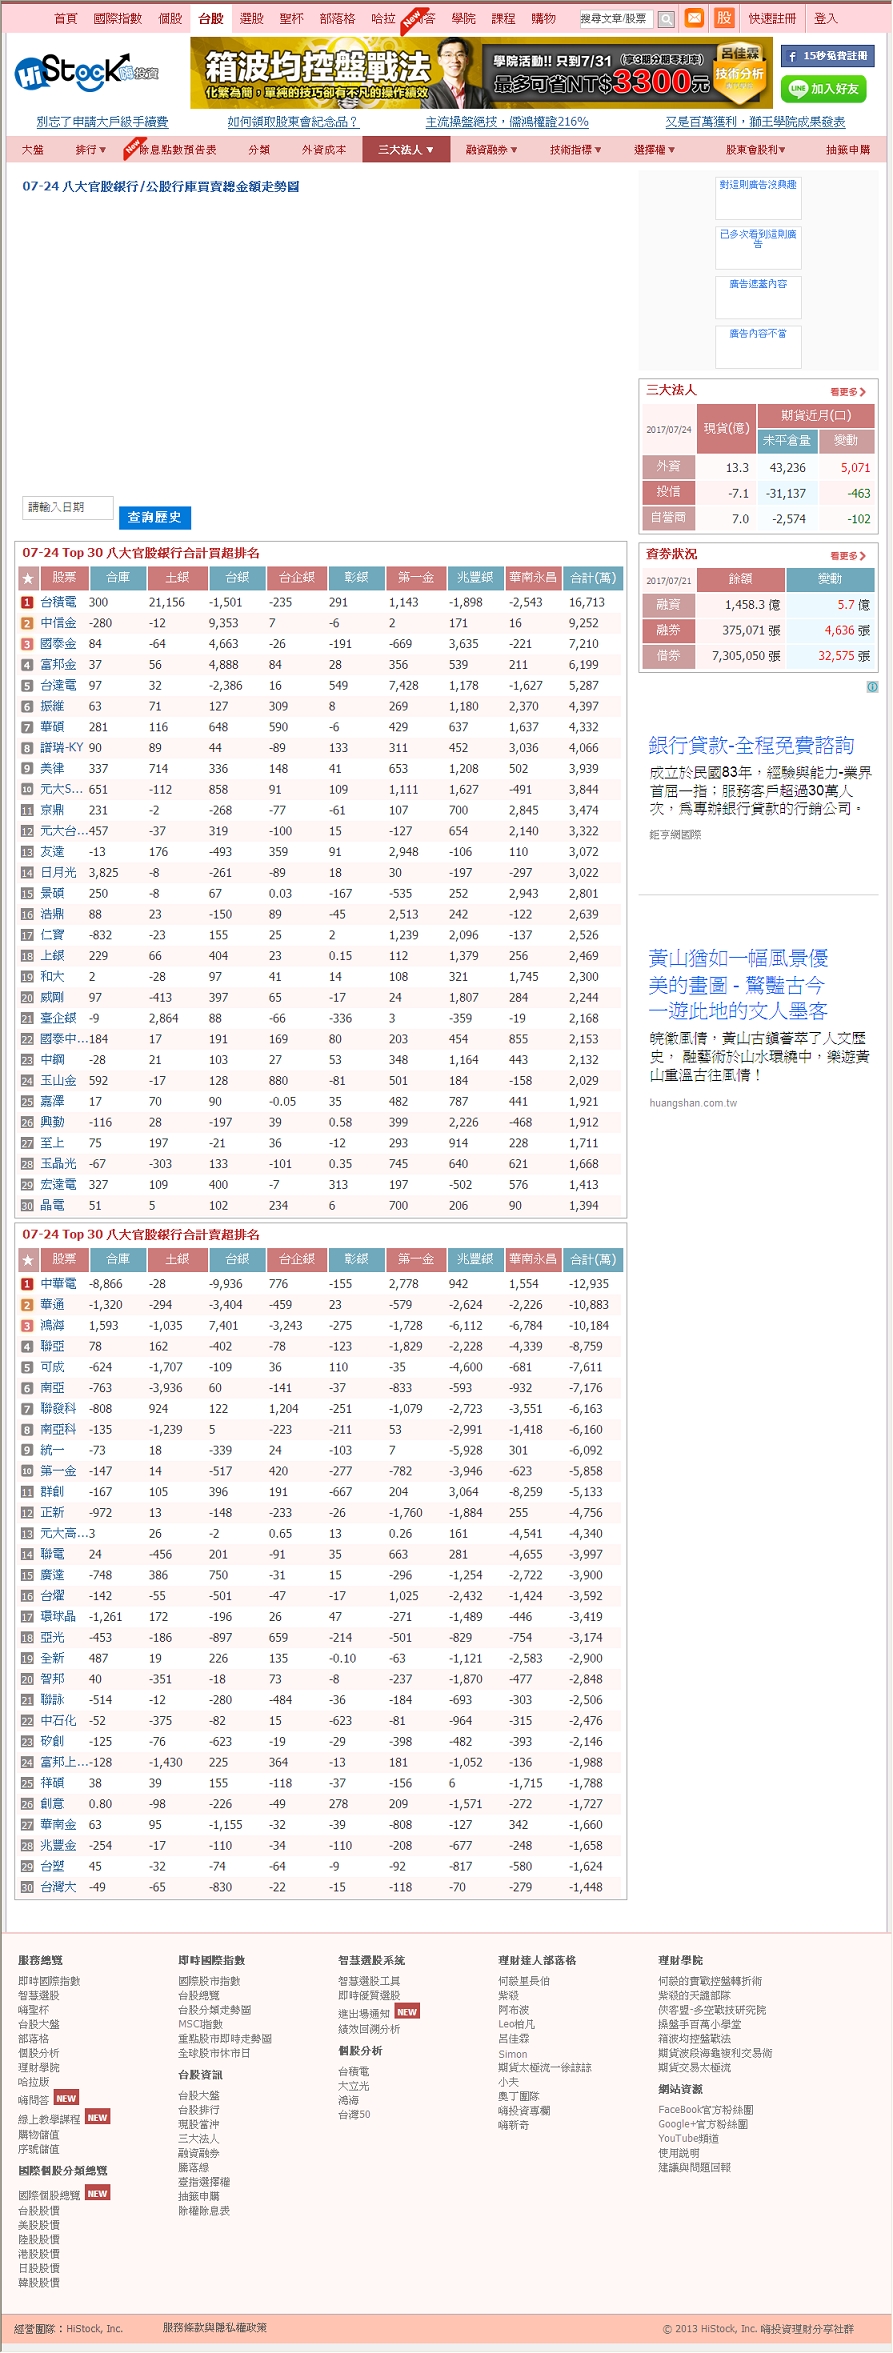 首頁 國際指數 個股 台股 選股 聖杯 部落格 哈拉 New 答 學院 課程 購物 搜尋文章/股票 股 快速註冊 登入
HiStock嗨投資
箱波均控盤戰法
化繁為簡，單純的技巧卻有不凡的操作績效
學院活動!! 只到7/31 (享3期分期零利率)
最多可省NT$3300元
呂佳霖
技術分析
f 15秒免費註冊
LINE 加入好友
別忘了申請大戶級手續費 如何領取股東會紀念品？ 主流操盤絕技，儒鴻權證216% 又是百萬獲利，獅王學院成果發表
大盤 排行▼ New 除息點數預告表 分類 外資成本 三大法人 ▼ 融資融券▼ 技術指標▼ 選擇權▼ 股東會股利▼ 抽籤申購
07-24 八大官股銀行/公股行庫買賣總金額走勢圖
請輸入日期 查詢歷史
07-24 Top 30 八大官股銀行合計買超排名
★ 股票 合庫 土銀 台銀 台企銀 彰銀 第一金 兆豐銀 華南永昌 合計(萬)
1 台積電 300 21,156 -1,501 -235 291 1,143 -1,898 -2,543 16,713
2 中信金 -280 -12 9,353 7 -6 2 171 16 9,252
3 國泰金 84 -64 4,663 -26 -191 -669 3,635 -221 7,210
4 富邦金 37 56 4,888 84 28 356 539 211 6,199
5 台達電 97 32 -2,386 16 549 7,428 1,178 -1,627 5,287
6 振維 63 71 127 309 8 269 1,180 2,370 4,397
7 華碩 281 116 648 590 -6 429 637 1,637 4,332
8 譜瑞-KY 90 89 44 -89 133 311 452 3,036 4,066
9 美律 337 714 336 148 41 653 1,208 502 3,939
10 元大S... 651 -112 858 91 109 1,111 1,627 -491 3,844
11 京鼎 231 -2 -268 -77 -61 107 700 2,845 3,474
12 元大台... 457 -37 319 -100 15 -127 654 2,140 3,322
13 友達 -13 176 -493 359 91 2,948 -106 110 3,072
14 日月光 3,825 -8 -261 -89 18 30 -197 -297 3,022
15 景碩 250 -8 67 0.03 -167 -535 252 2,943 2,801
16 浩鼎 88 23 -150 89 -45 2,513 242 -122 2,639
17 仁寶 -832 -23 155 25 2 1,239 2,096 -137 2,526
18 上銀 229 66 404 23 0.15 112 1,379 256 2,469
19 和大 2 -28 97 41 14 108 321 1,745 2,300
20 威剛 97 -413 397 65 -17 24 1,807 284 2,244
21 臺企銀 -9 2,864 88 -66 -336 3 -359 -19 2,168
22 國泰中... 184 17 191 169 80 203 454 855 2,153
23 中鋼 -28 21 103 27 53 348 1,164 443 2,132
24 玉山金 592 -17 128 880 -81 501 184 -158 2,029
25 嘉澤 17 70 90 -0.05 35 482 787 441 1,921
26 興勤 -116 28 -197 39 0.58 399 2,226 -468 1,912
27 至上 75 197 -21 36 -12 293 914 228 1,711
28 玉晶光 -67 -303 133 -101 0.35 745 640 621 1,668
29 宏達電 327 109 400 -7 313 197 -502 576 1,413
30 晶電 51 5 102 234 6 700 206 90 1,394
07-24 Top 30 八大官股銀行合計賣超排名
★ 股票 合庫 土銀 台銀 台企銀 彰銀 第一金 兆豐銀 華南永昌 合計(萬)
1 中華電 -8,866 -28 -9,936 776 -155 2,778 942 1,554 -12,935
2 華通 -1,320 -294 -3,404 -459 23 -579 -2,624 -2,226 -10,883
3 鴻海 1,593 -1,035 7,401 -3,243 -275 -1,728 -6,112 -6,784 -10,184
4 聯亞 78 162 -402 -78 -123 -1,829 -2,228 -4,339 -8,759
5 可成 -624 -1,707 -109 36 110 -35 -4,600 -681 -7,611
6 南亞 -763 -3,936 60 -141 -37 -833 -593 -932 -7,176
7 聯發科 -808 924 122 1,204 -251 -1,079 -2,723 -3,551 -6,163
8 南亞科 -135 -1,239 5 -223 -211 53 -2,991 -1,418 -6,160
9 統一 -73 18 -339 24 -103 7 -5,928 301 -6,092
10 第一金 -147 14 -517 420 -277 -782 -3,946 -623 -5,858
11 群創 -167 105 396 191 -667 204 3,064 -8,259 -5,133
12 正新 -972 13 -148 -233 -26 -1,760 -1,884 255 -4,756
13 元大高... 3 26 -2 0.65 13 0.26 161 -4,541 -4,340
14 聯電 24 -456 201 -91 35 663 281 -4,655 -3,997
15 廣達 -748 386 750 -31 15 -296 -1,254 -2,722 -3,900
16 台燿 -142 -55 -501 -47 -17 1,025 -2,432 -1,424 -3,592
17 環球晶 -1,261 172 -196 26 47 -271 -1,489 -446 -3,419
18 亞光 -453 -186 -897 659 -214 -501 -829 -754 -3,174
19 全新 487 19 226 135 -0.10 -63 -1,121 -2,583 -2,900
20 智邦 40 -351 -18 73 -8 -237 -1,870 -477 -2,848
21 聯詠 -514 -12 -280 -484 -36 -184 -693 -303 -2,506
22 中石化 -52 -375 -82 15 -623 -81 -964 -315 -2,476
23 矽創 -125 -76 -623 -19 -29 -398 -482 -393 -2,146
24 富邦上... -128 -1,430 225 364 -13 181 -1,052 -136 -1,988
25 祥碩 38 39 155 -118 -37 -156 6 -1,715 -1,788
26 創意 0.80 -98 -226 -49 278 209 -1,571 -272 -1,727
27 華南金 63 95 -1,155 -32 -39 -808 -127 342 -1,660
28 兆豐金 -254 -17 -110 -34 -110 -208 -677 -248 -1,658
29 台塑 45 -32 -74 -64 -9 -92 -817 -580 -1,624
30 台灣大 -49 -65 -830 -22 -15 -118 -70 -279 -1,448
對這則廣告沒興趣
已多次看到這則廣告
廣告遮蓋內容
廣告內容不當
三大法人 看更多
2017/07/24 現貨(億) 期貨近月(口)
未平倉量 變動
外資 13.3 43,236 5,071
投信 -7.1 -31,137 -463
自營商 7.0 -2,574 -102
資券狀況 看更多
2017/07/21 餘額 變動
融資 1,458.3 億 5.7 億
融券 375,071 張 4,636 張
借券 7,305,050 張 32,575 張
銀行貸款-全程免費諮詢
成立於民國83年，經驗與能力-業界
首屈一指；服務客戶超過30萬人
次，為專辦銀行貸款的行銷公司。
鉅亨網國際
黃山猶如一幅風景優
美的畫圖 - 驚豔古今
一遊此地的文人墨客
皖徽風情，黃山古鎮薈萃了人文歷
史， 融藝術於山水環繞中，樂遊黃
山重溫古往風情！
huangshan.com.tw
服務總覽
即時國際指數
智慧選股
嗨聖杯
台股大盤
部落格
個股分析
理財學院
哈拉版
嗨問答 NEW
線上教學課程 NEW
購物儲值
序號儲值
國際個股分類總覽
國際個股總覽 NEW
台股股價
美股股價
陸股股價
港股股價
日股股價
韓股股價
即時國際指數
國際股市指數
台股總覽
台股分類走勢圖
MSCI指數
重點股市即時走勢圖
全球股市休市日
台股資訊
台股大盤
台股排行
現股當沖
三大法人
融資融券
騰落線
臺指選擇權
抽籤申購
除權除息表
智慧選股系統
智慧選股工具
即時優質選股
進出場通知 NEW
績效回溯分析
個股分析
台積電
大立光
鴻海
台灣50
理財達人部落格
何毅里長伯
紫殺
阿布波
Leo柏凡
呂佳霖
Simon
期貨太極流一徐諒諒
小夫
奧丁團隊
嗨投資專欄
嗨新奇
理財學院
何毅的實戰控盤轉折術
紫殺的天譴部隊
俠客盟-多空戰技研究院
操盤手百萬小學堂
箱波均控盤戰法
期貨波段海龜複利交易術
期貨交易太極流
網站資源
FaceBook官方粉絲團
Google+官方粉絲團
YouTube頻道
使用說明
建議與問題回報
經營團隊：HiStock, Inc. 服務條款與隱私權政策 © 2013 HiStock, Inc. 嗨投資理財分享社群